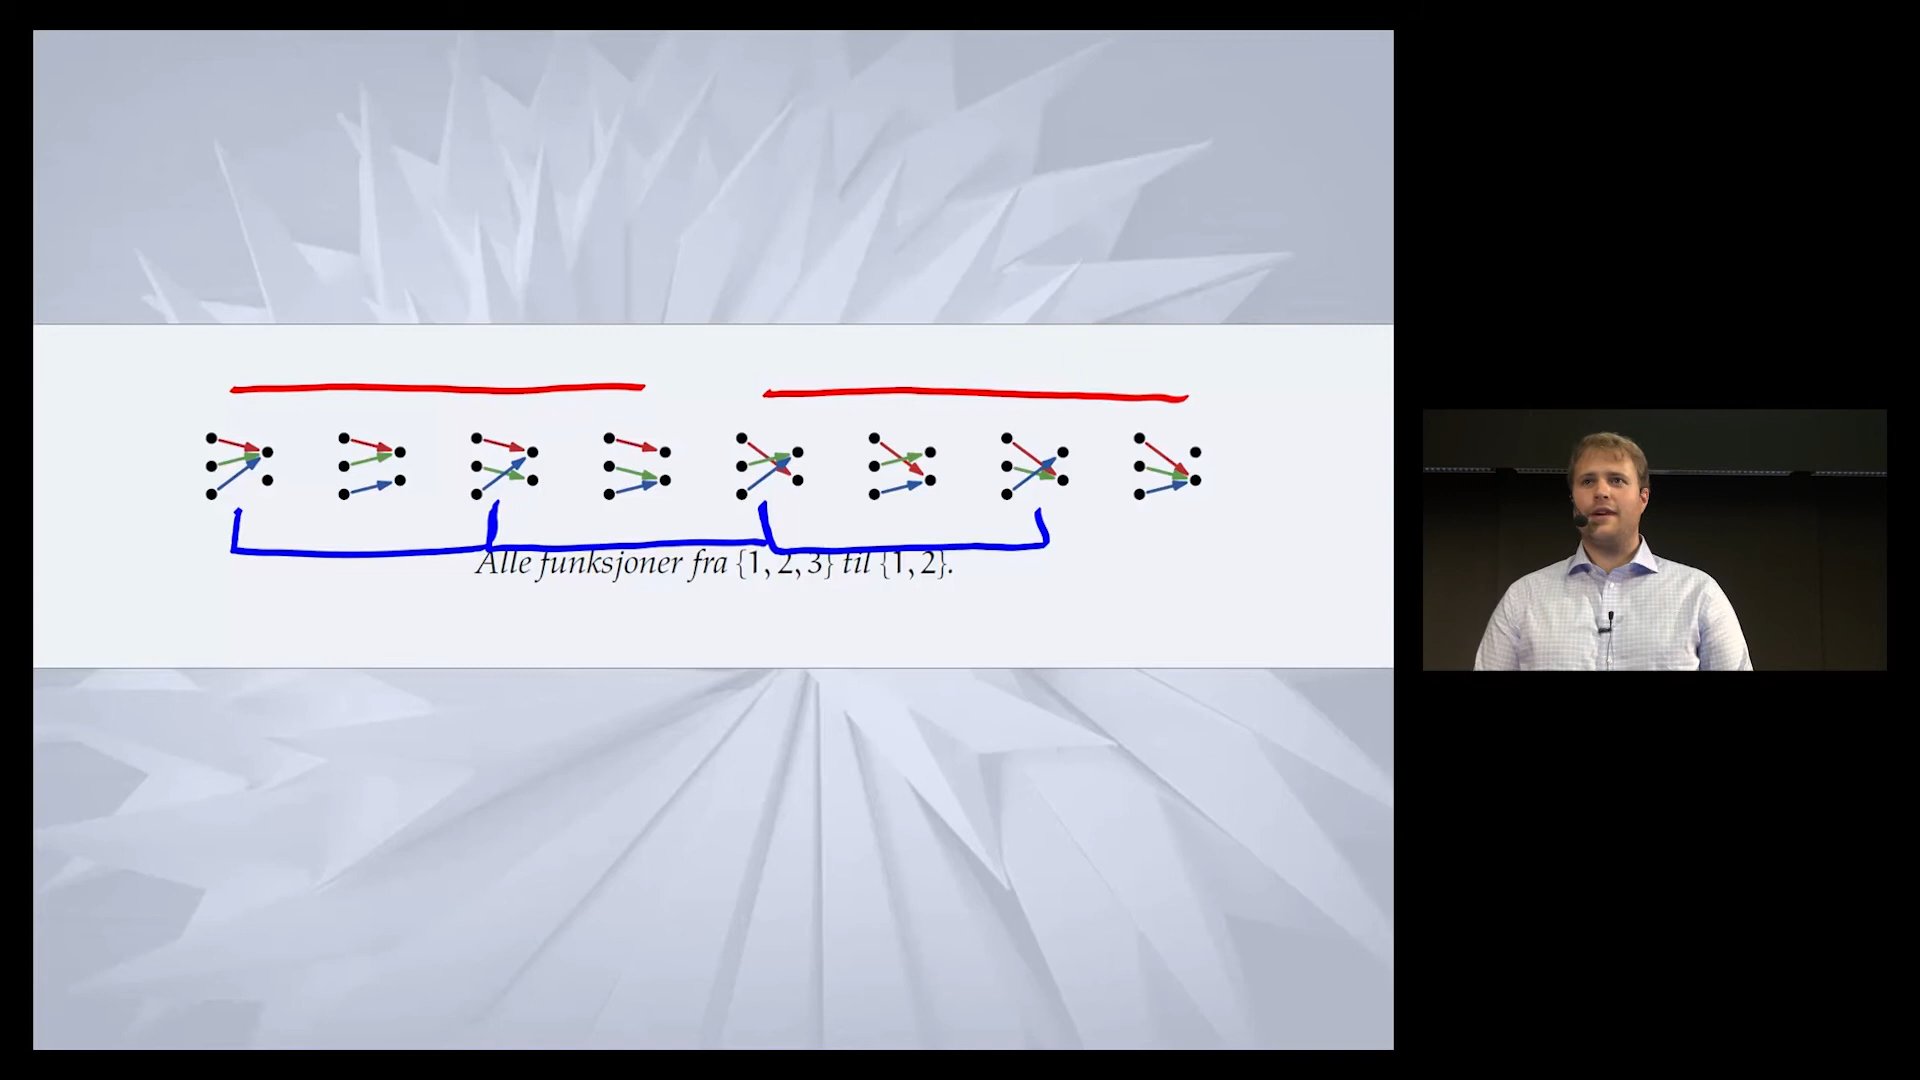 Alle funksjoner fra {1, 2, 3} til {1, 2}.